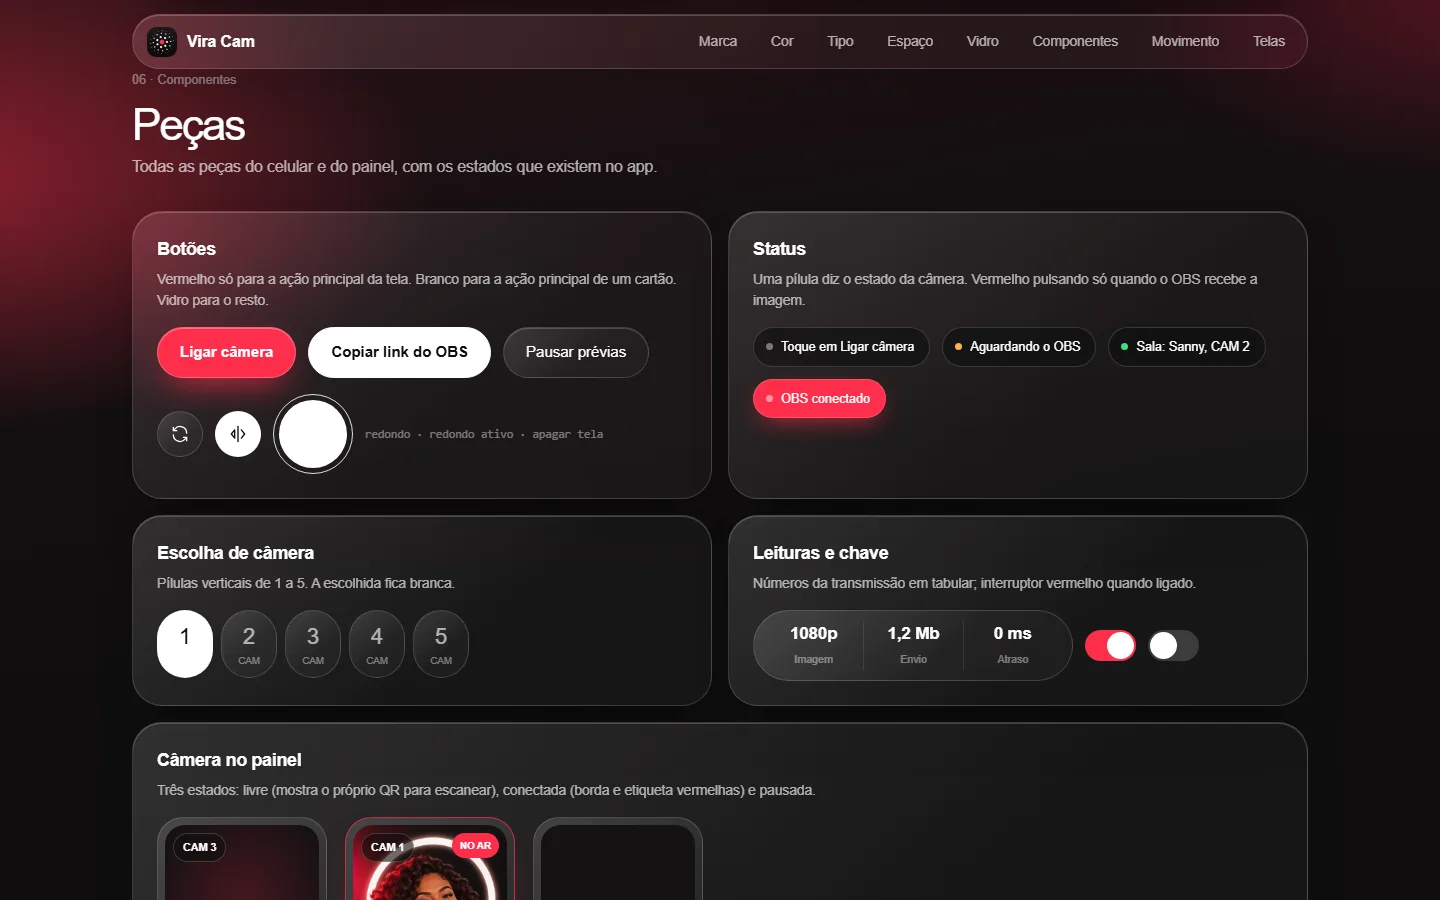 Vira Cam
Marca
Cor
Tipo
Espaço
Vidro
Componentes
Movimento
Telas
06 · Componentes
Peças
Todas as peças do celular e do painel, com os estados que existem no app.
Botões
Vermelho só para a ação principal da tela. Branco para a ação principal de um cartão.
Vidro para o resto.
Ligar câmera
Copiar link do OBS
Pausar prévias
redondo · redondo ativo · apagar tela
Status
Uma pílula diz o estado da câmera. Vermelho pulsando só quando o OBS recebe a
imagem.
Toque em Ligar câmera
Aguardando o OBS
Sala: Sanny, CAM 2
OBS conectado
Escolha de câmera
Pílulas verticais de 1 a 5. A escolhida fica branca.
1
2
CAM
3
CAM
4
CAM
5
CAM
Leituras e chave
Números da transmissão em tabular; interruptor vermelho quando ligado.
1080p
Imagem
1,2 Mb
Envio
0 ms
Atraso
Câmera no painel
Três estados: livre (mostra o próprio QR para escanear), conectada (borda e etiqueta vermelhas) e pausada.
CAM 3
CAM 1
NO AR